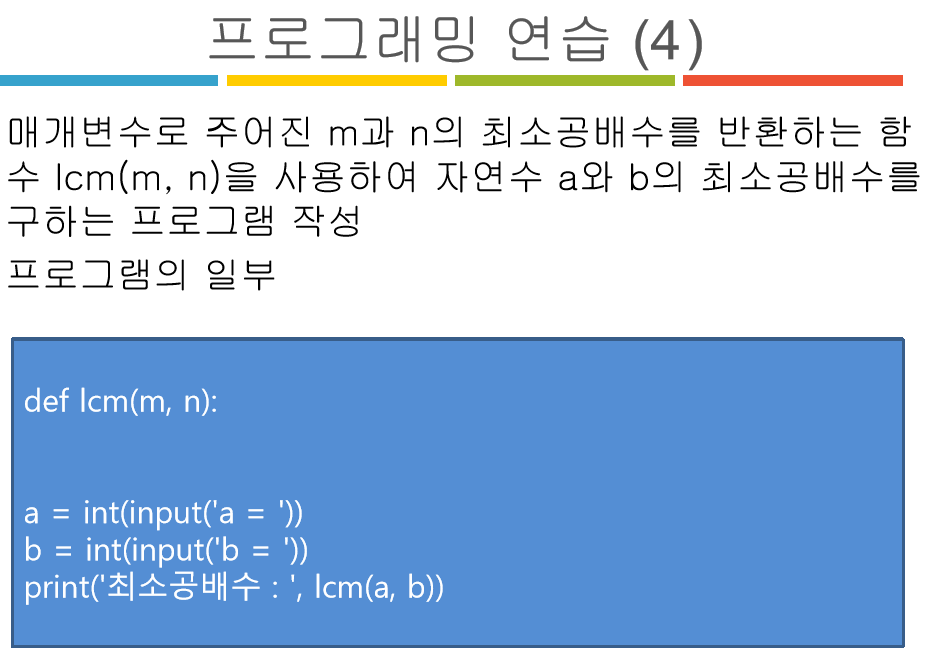 프로그래밍 연습 (4)
매개변수로 주어진 m과 n의 최소공배수를 반환하는 함
수 lcm(m, n)을 사용하여 자연수 a와 b의 최소공배수를
구하는 프로그램 작성
프로그램의 일부
def lcm(m, n):
a = int(input('a = '))
b = int(input('b = '))
print('최소공배수 : ', lcm(a, b))